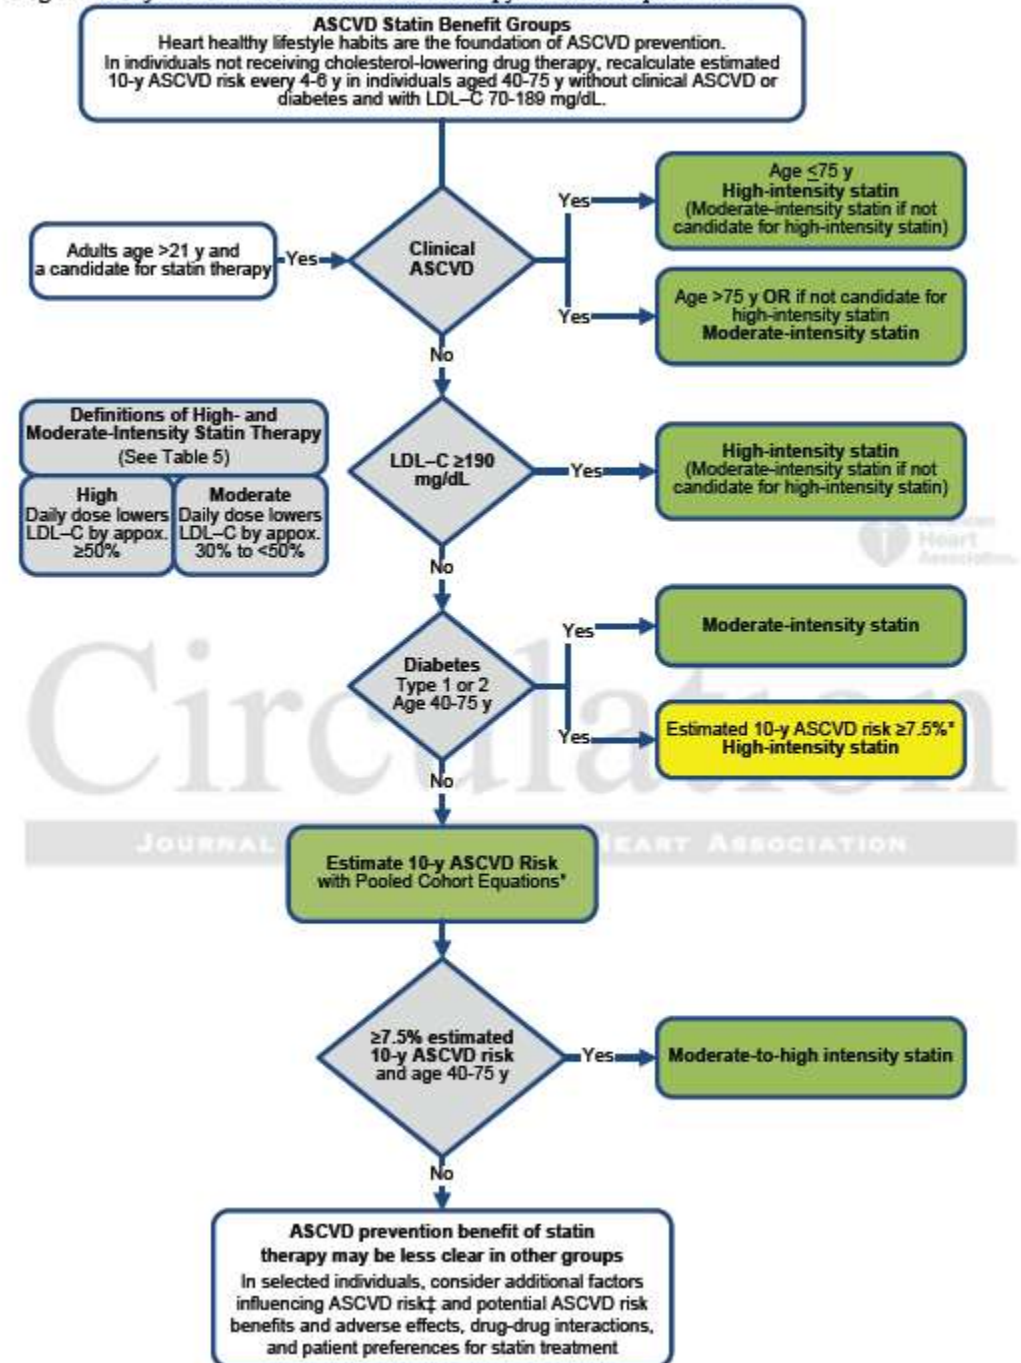 ASCVD Statin Benefit Groups
Heart healthy lifestyle habits are the foundation of ASCVD prevention.
In individuals not receiving cholesterol-lowering drug therapy, recalculate estimated
10-y ASCVD risk every 4-6 y in individuals aged 40-75 y without clinical ASCVD or
diabetes and with LDL–C 70-189 mg/dL.
Adults age >21 y and
a candidate for statin therapy
Yes
Clinical
ASCVD
Yes
Age ≤75 y
High-intensity statin
(Moderate-intensity statin if not
candidate for high-intensity statin)
Yes
Age >75 y OR if not candidate for
high-intensity statin
Moderate-intensity statin
No
Definitions of High- and
Moderate-Intensity Statin Therapy
(See Table 5)
High
Daily dose lowers
LDL–C by appox.
≥50%
Moderate
Daily dose lowers
LDL–C by appox.
30% to <50%
LDL–C ≥190
mg/dL
Yes
High-intensity statin
(Moderate-intensity statin if not
candidate for high-intensity statin)
Heart
Association
No
Diabetes
Type 1 or 2
Age 40-75 y
Yes
Moderate-intensity statin
Yes
Estimated 10-y ASCVD risk ≥7.5%*
High-intensity statin
No
Circulation
JOURNAL HEART ASSOCIATION
Estimate 10-y ASCVD Risk
with Pooled Cohort Equations*
≥7.5% estimated
10-y ASCVD risk
and age 40-75 y
Yes
Moderate-to-high intensity statin
No
ASCVD prevention benefit of statin
therapy may be less clear in other groups
In selected individuals, consider additional factors
influencing ASCVD risk‡ and potential ASCVD risk
benefits and adverse effects, drug-drug interactions,
and patient preferences for statin treatment